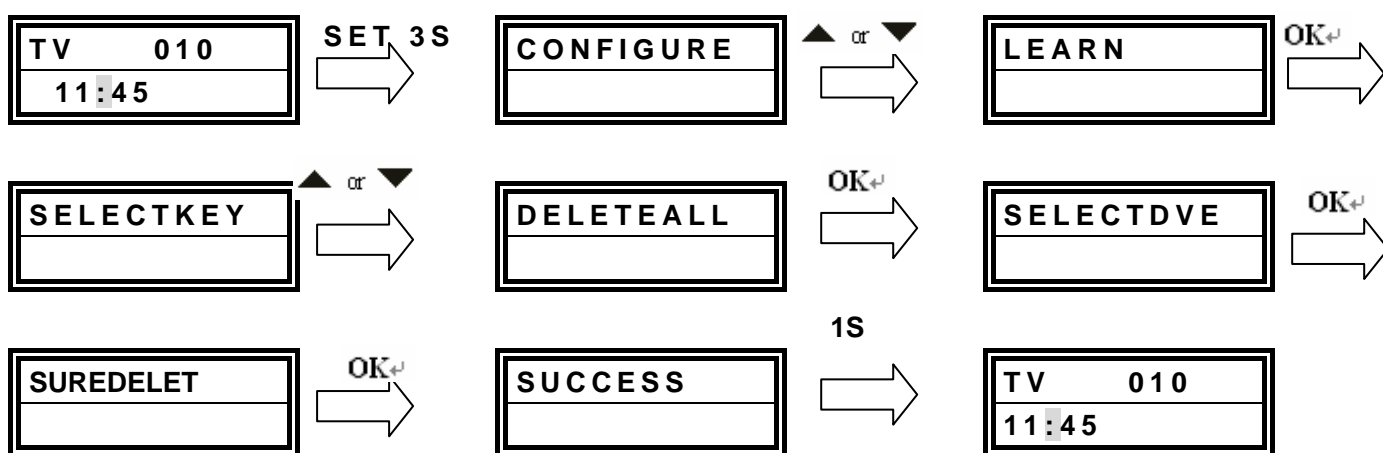 TV 010
11:45
SET 3S
CONFIGURE
▲ or ▼
LEARN
OK↵
SELECTKEY
▲ or ▼
DELETEALL
OK↵
SELECTDVE
OK↵
SUREDELET
OK↵
SUCCESS
1S
TV 010
11:45